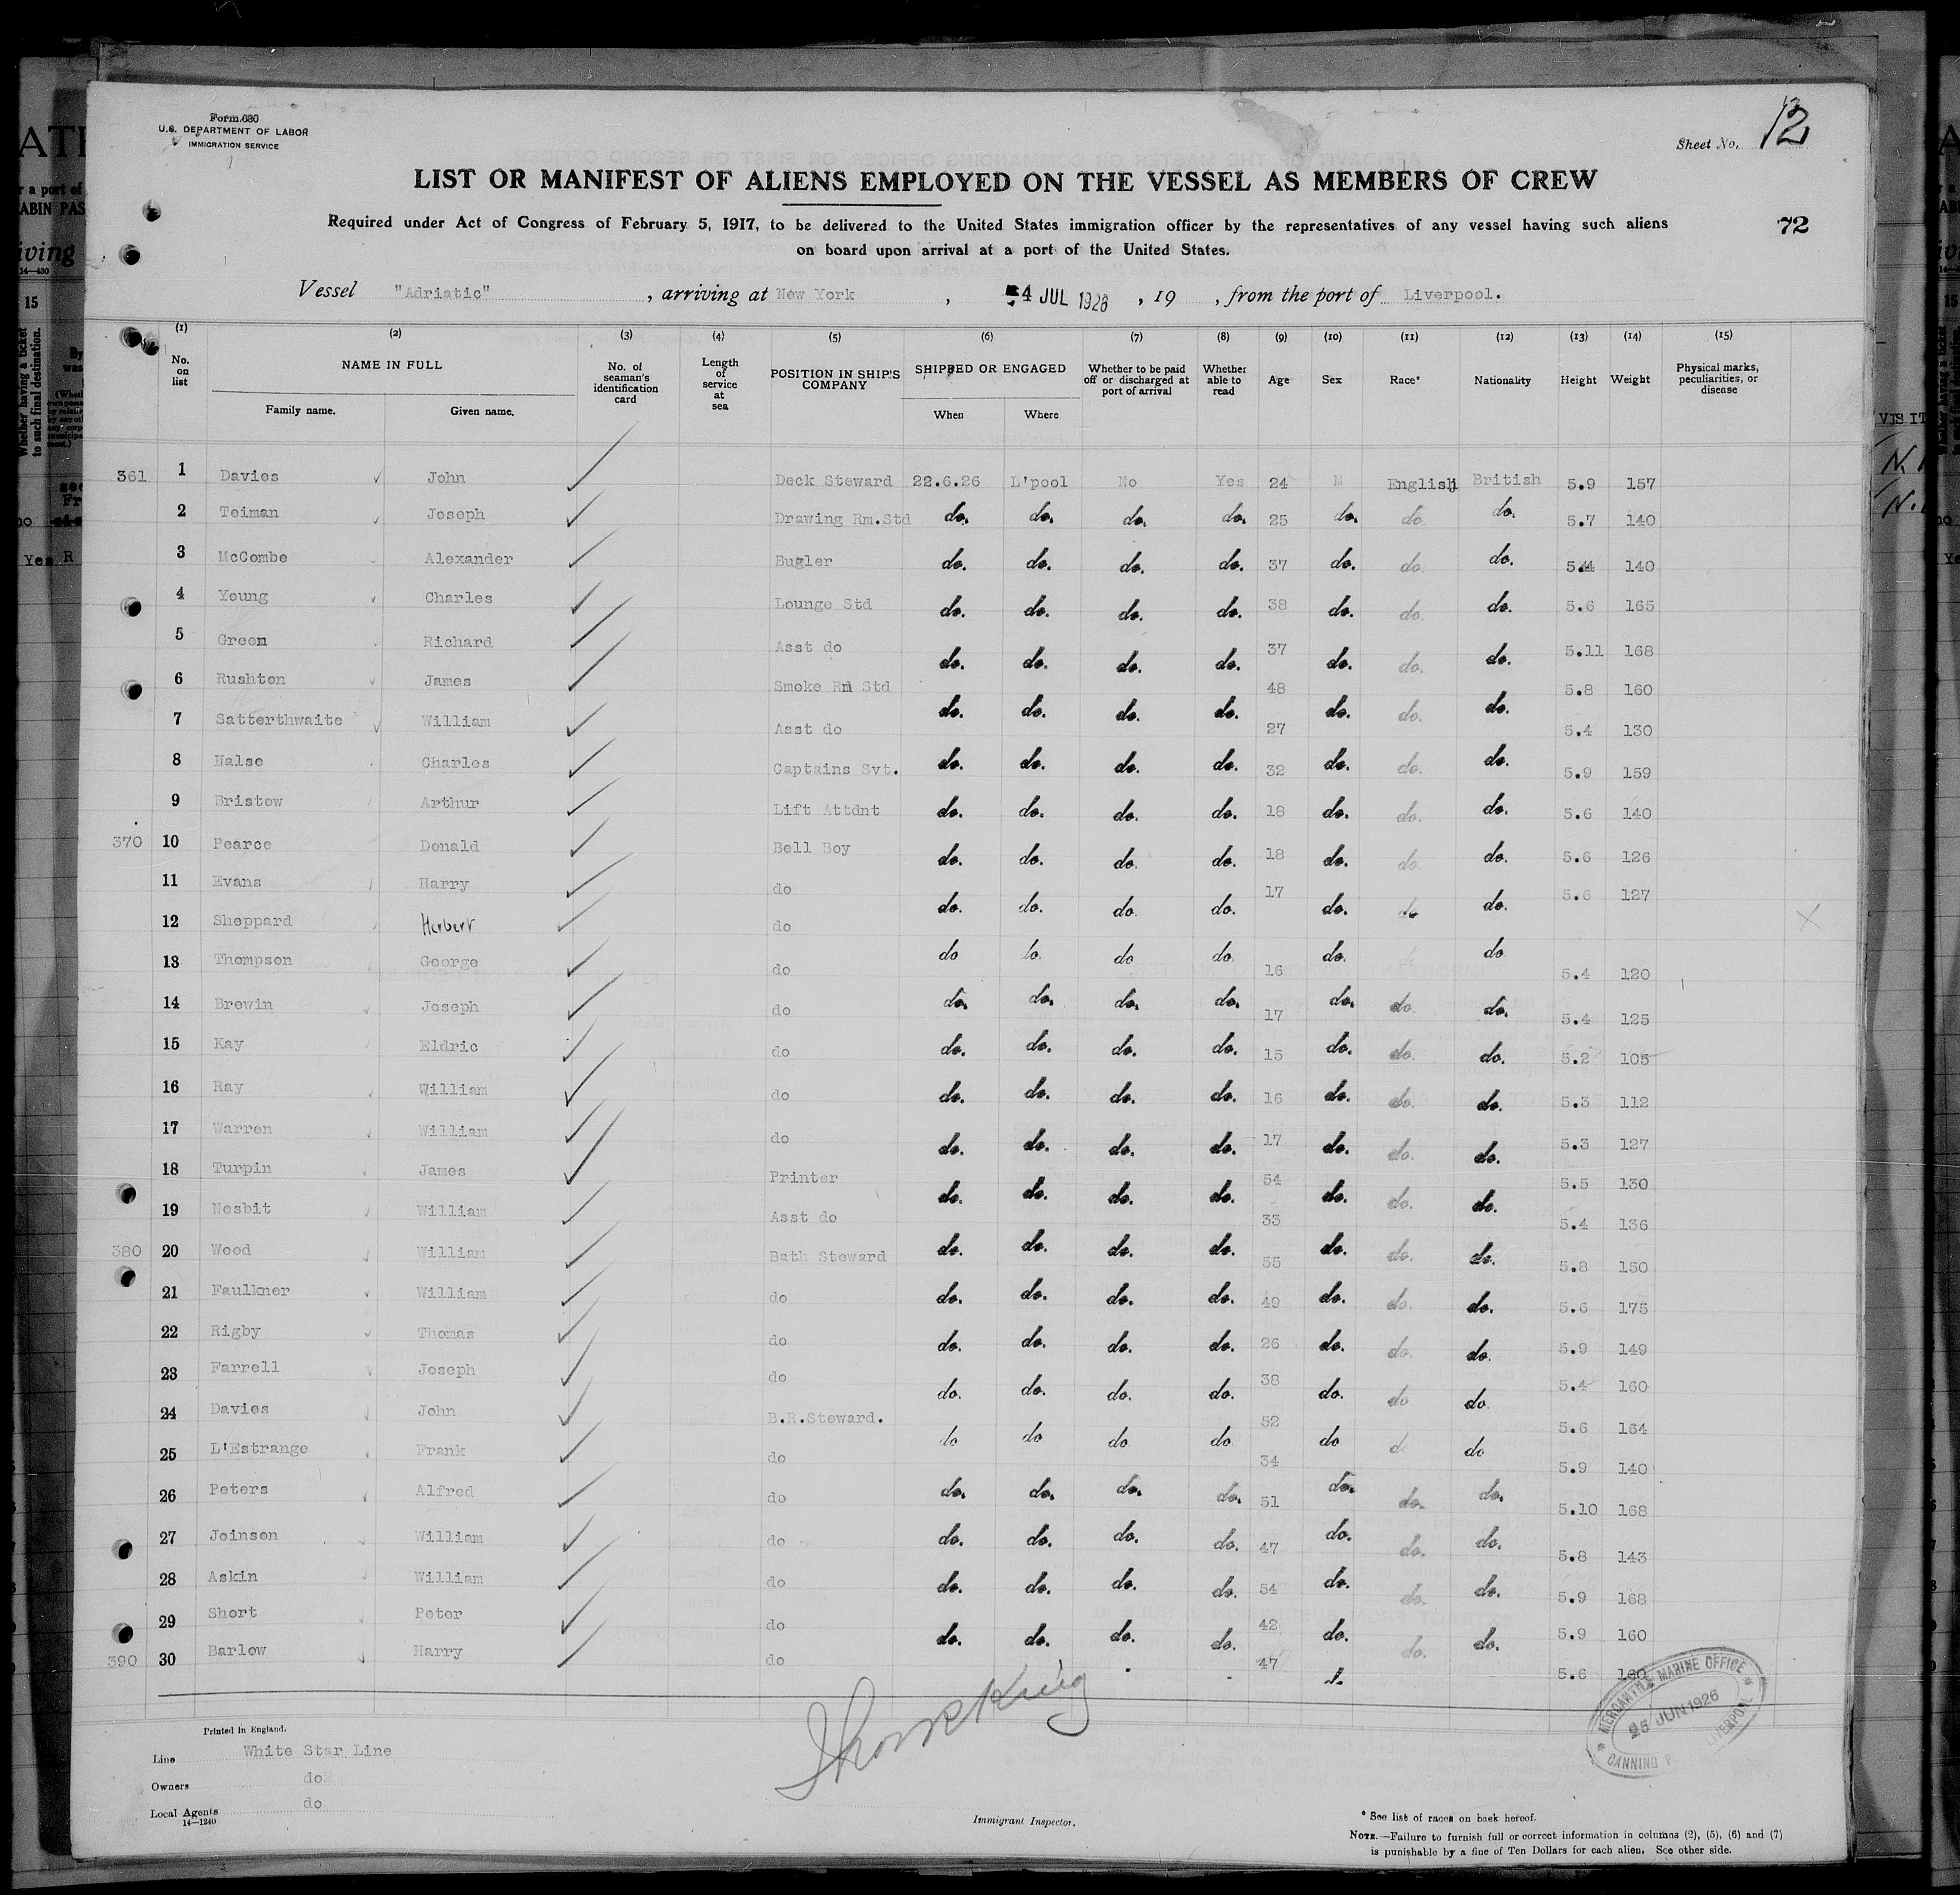 Form 680
U.S. DEPARTMENT OF LABOR
IMMIGRATION SERVICE
Sheet No. 12
LIST OR MANIFEST OF ALIENS EMPLOYED ON THE VESSEL AS MEMBERS OF CREW
Required under Act of Congress of February 5, 1917, to be delivered to the United States immigration officer by the representatives of any vessel having such aliens
on board upon arrival at a port of the United States.
72
Vessel "Adriatic", arriving at New York, 4 JUL 1926, 19 , from the port of Liverpool.
(1) (2) (3) (4) (5) (6) (7) (8) (9) (10) (11) (12) (13) (14) (15)
No. on list NAME IN FULL Family name. Given name. No. of seaman's identification card Length of service at sea POSITION IN SHIP'S COMPANY SHIPPED OR ENGAGED When Where Whether to be paid off or discharged at port of arrival Whether able to read Age Sex Race* Nationality Height Weight Physical marks, peculiarities, or disease
361 1 Davies John Deck Steward 22.6.26 L'pool No Yes 24 M English British 5.9 157
2 Teiman Joseph Drawing Rm.Std do. do. do. do. 25 do. do. do. 5.7 140
3 McCombe Alexander Bugler do. do. do. do. 37 do. do. do. 5.4 140
4 Young Charles Lounge Std do. do. do. do. 38 do. do. do. 5.6 165
5 Green Richard Asst do do. do. do. do. 37 do. do. do. 5.11 168
6 Rushton James Smoke Rm Std do. do. do. do. 48 do. do. do. 5.8 160
7 Satterthwaite William Asst do 27 5.4 130
8 Halse Charles Captains Svt. do. do. do. do. 32 do. do. do. 5.9 159
9 Bristow Arthur Lift Attdnt do. do. do. do. 18 do. do. do. 5.6 140
370 10 Pearce Donald Bell Boy do. do. do. do. 18 do. do. do. 5.6 126
11 Evans Harry do 17 5.6 127
12 Sheppard Herbert do do. do. do. do. do. do. do.
13 Thompson George do do do. do do 16 do. do 5.4 120
14 Brewin Joseph do do. do. do. do. 17 do. do. do. 5.4 125
15 Kay Eldric do do. do. do. do. 15 do. do. do. 5.2 105
16 Ray William do do. do. do. do. 16 do. do. do. 5.3 112
17 Warren William do do. do. do. do. 17 do. do. do. 5.3 127
18 Turpin James Printer do. do. do. do. 54 do. do. do. 5.5 130
19 Nesbit William Asst do 33 5.4 136
380 20 Wood William Bath Steward do. do. do. do. 55 do. do. do. 5.8 150
21 Faulkner William do do. do. do. do. 49 do. do. do. 5.6 175
22 Rigby Thomas do do. do. do. do. 26 do. do. do. 5.9 149
23 Farrell Joseph do do. do. do. do. 38 do. do do. 5.4 160
24 Davies John B.R.Steward. do do do do 52 do do do 5.6 164
25 L'Estrange Frank do 34 5.9 140
26 Peters Alfred do do. do. do. do. 51 do. do. do. 5.10 168
27 Joinson William do do. do. do. do. 47 do. do. do. 5.8 143
28 Askin William do do. do. do. do. 54 do. do. do. 5.9 168
29 Short Peter do do. do. do. do. 42 do. do. do. 5.9 160
390 30 Barlow Harry do 47 5.6
Printed in England.
Line White Star Line
Owners do
Local Agents do
14—1240
Immigrant Inspector.
MERCANTILE MARINE OFFICE
25 JUN 1926
CANNING LIVERPOOL
* See list of races on back hereof.
NOTE.—Failure to furnish full or correct information in columns (2), (5), (6) and (7)
is punishable by a fine of Ten Dollars for each alien. See other side.